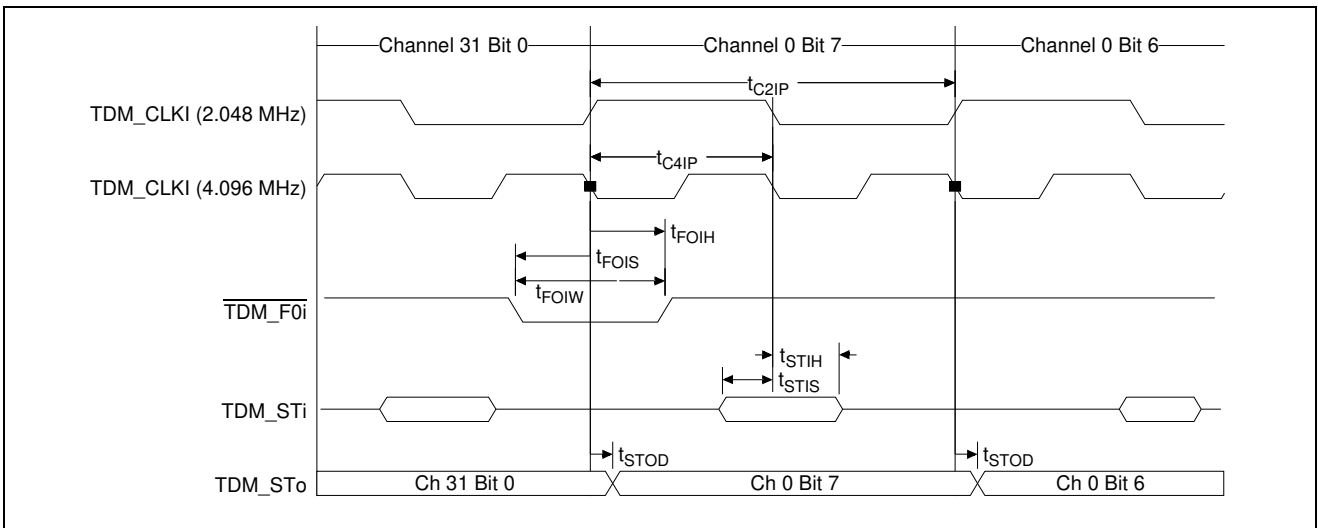 Channel 31 Bit 0 Channel 0 Bit 7 Channel 0 Bit 6
tC2IP
TDM_CLKI (2.048 MHz)
tC4IP
TDM_CLKI (4.096 MHz)
tFOIH
tFOIS
tFOIW
TDM_F0i
tSTIH
tSTIS
TDM_STi
tSTOD tSTOD
TDM_STo Ch 31 Bit 0 Ch 0 Bit 7 Ch 0 Bit 6